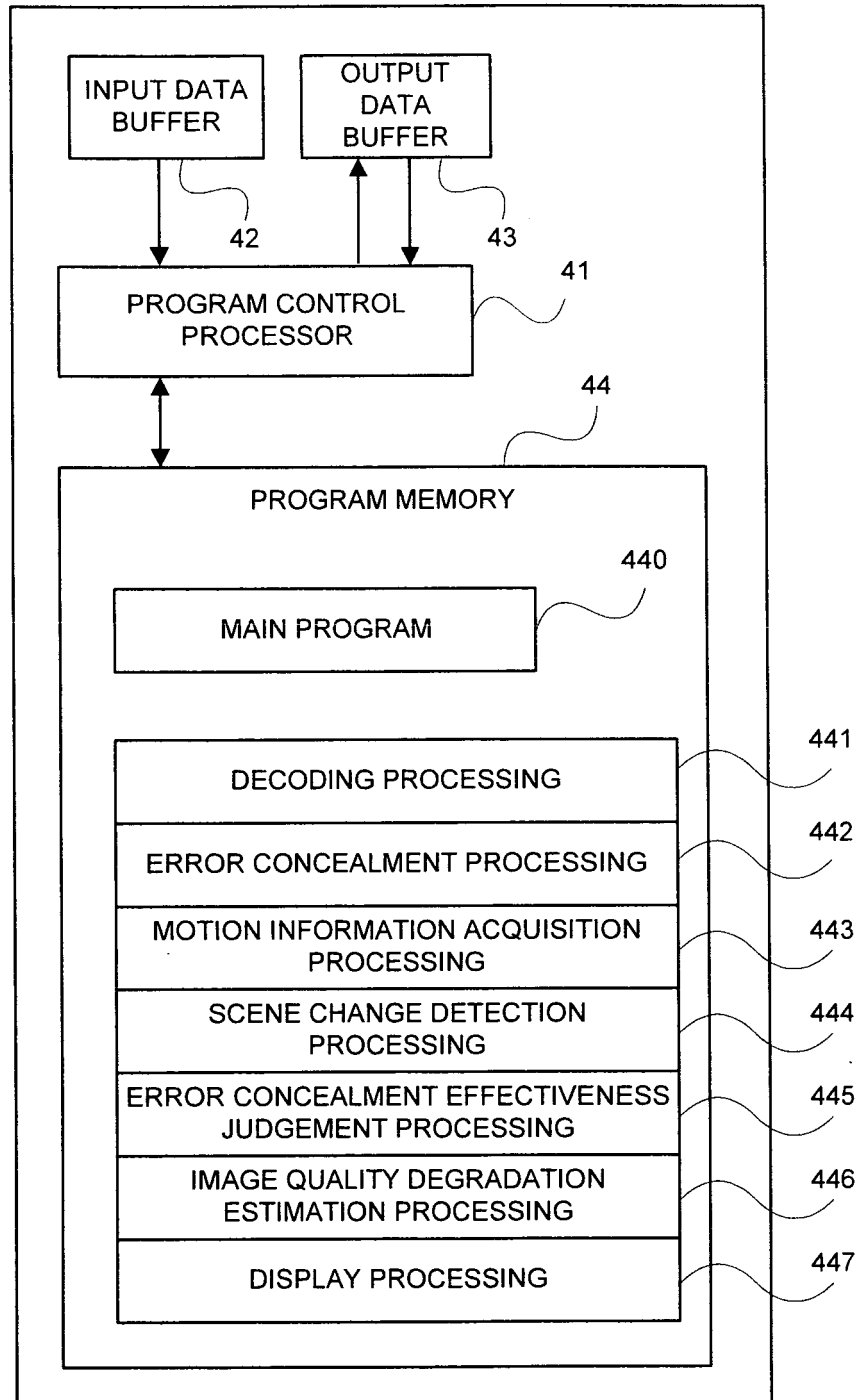 INPUT DATA
BUFFER
OUTPUT
DATA
BUFFER
42
43
41
PROGRAM CONTROL
PROCESSOR
44
PROGRAM MEMORY
440
MAIN PROGRAM
441
DECODING PROCESSING
442
ERROR CONCEALMENT PROCESSING
443
MOTION INFORMATION ACQUISITION
PROCESSING
444
SCENE CHANGE DETECTION
PROCESSING
445
ERROR CONCEALMENT EFFECTIVENESS
JUDGEMENT PROCESSING
446
IMAGE QUALITY DEGRADATION
ESTIMATION PROCESSING
447
DISPLAY PROCESSING